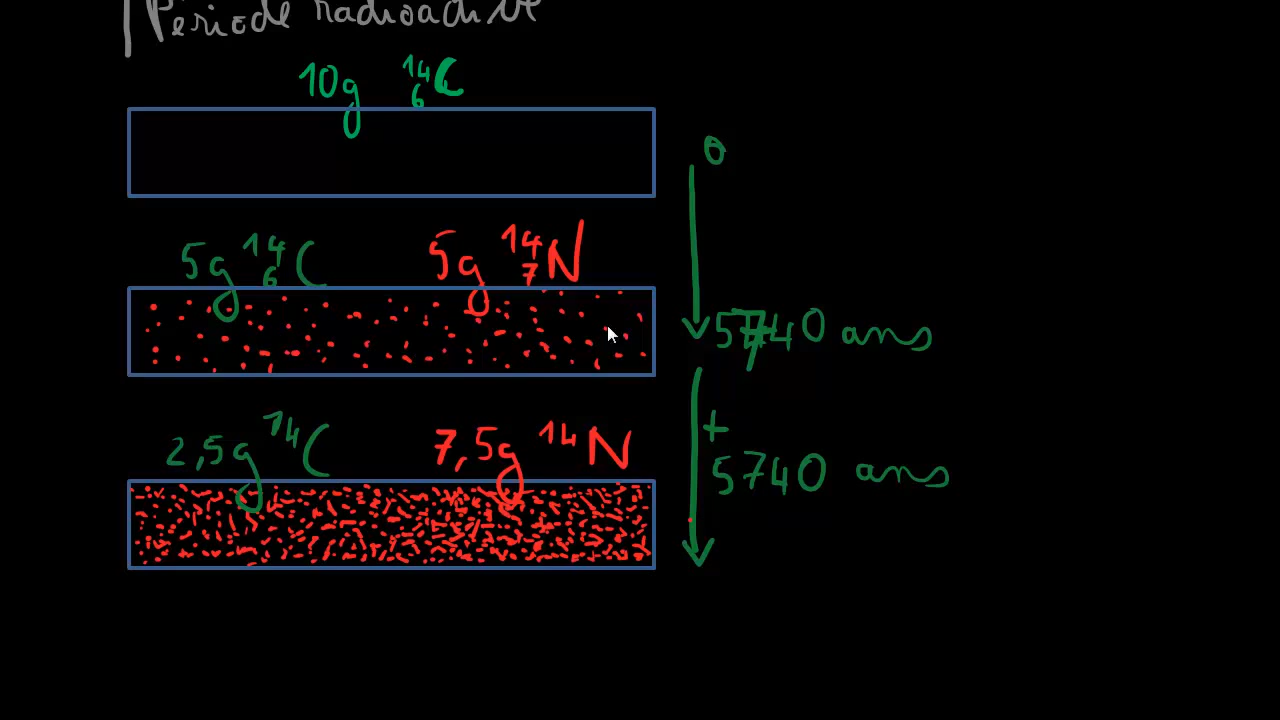 Période radioactive
10g ¹⁴₆C
0
5g ¹⁴₆C 5g ¹⁴₇N
5740 ans
+
2,5g ¹⁴C 7,5g ¹⁴N
5740 ans